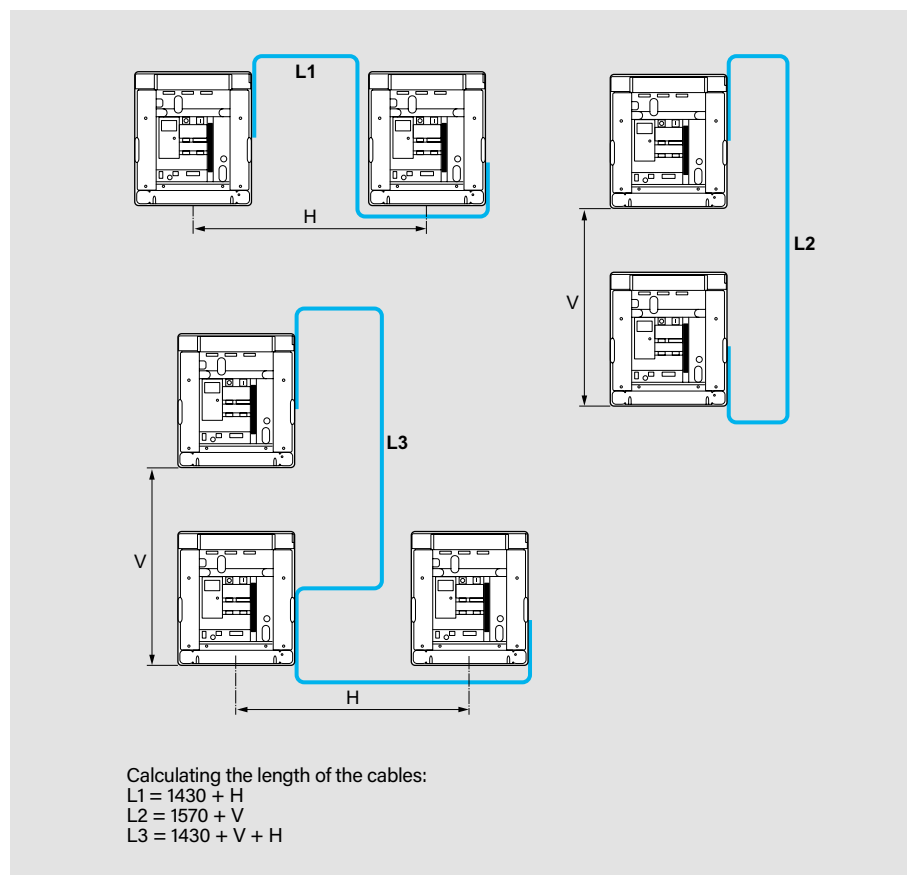 L1
H
L2
V
L3
V
H
Calculating the length of the cables:
L1 = 1430 + H
L2 = 1570 + V
L3 = 1430 + V + H